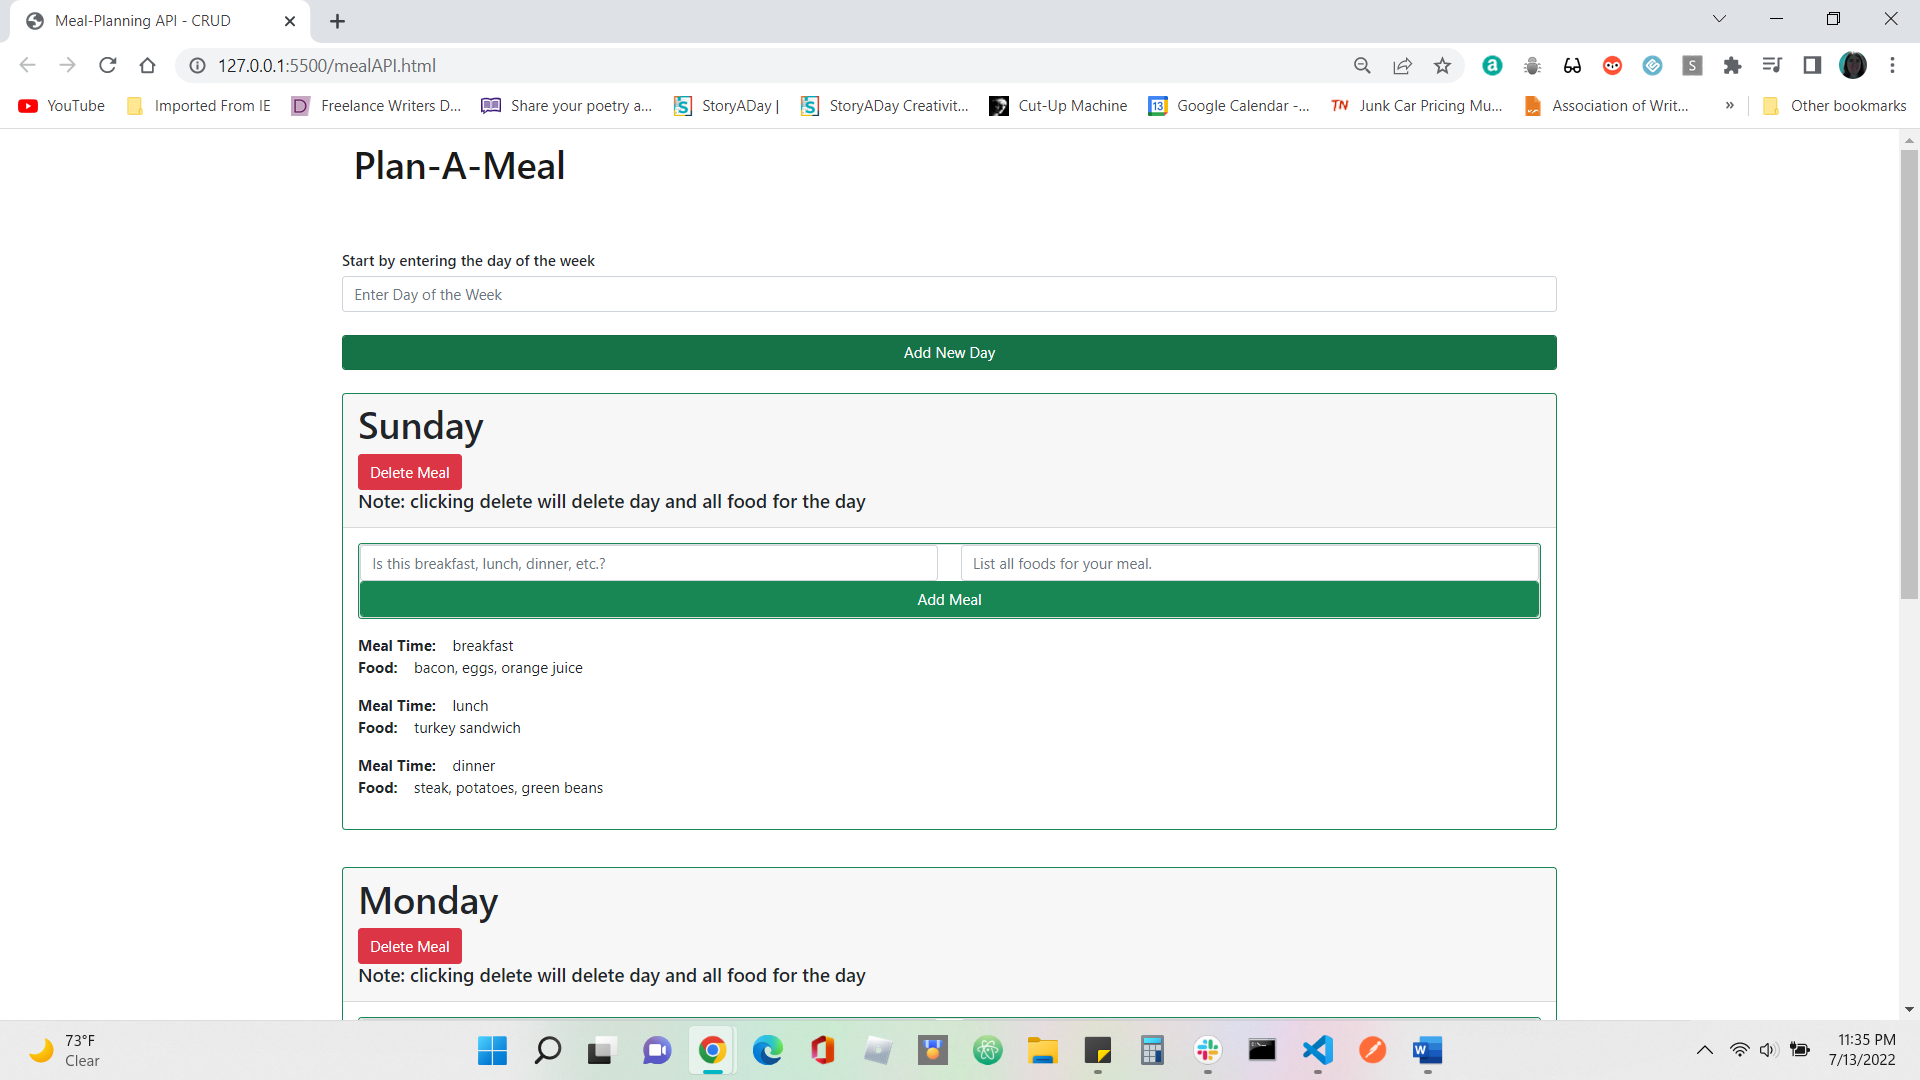 Meal-Planning API - CRUD
127.0.0.1:5500/mealAPI.html
YouTube Imported From IE Freelance Writers D... Share your poetry a... StoryADay | StoryADay Creativit... Cut-Up Machine Google Calendar -... Junk Car Pricing Mu... Association of Writ... » Other bookmarks
Plan-A-Meal
Start by entering the day of the week
Enter Day of the Week
Add New Day
Sunday
Delete Meal
Note: clicking delete will delete day and all food for the day
Is this breakfast, lunch, dinner, etc.? List all foods for your meal.
Add Meal
Meal Time: breakfast
Food: bacon, eggs, orange juice
Meal Time: lunch
Food: turkey sandwich
Meal Time: dinner
Food: steak, potatoes, green beans
Monday
Delete Meal
Note: clicking delete will delete day and all food for the day
73°F
Clear
11:35 PM
7/13/2022